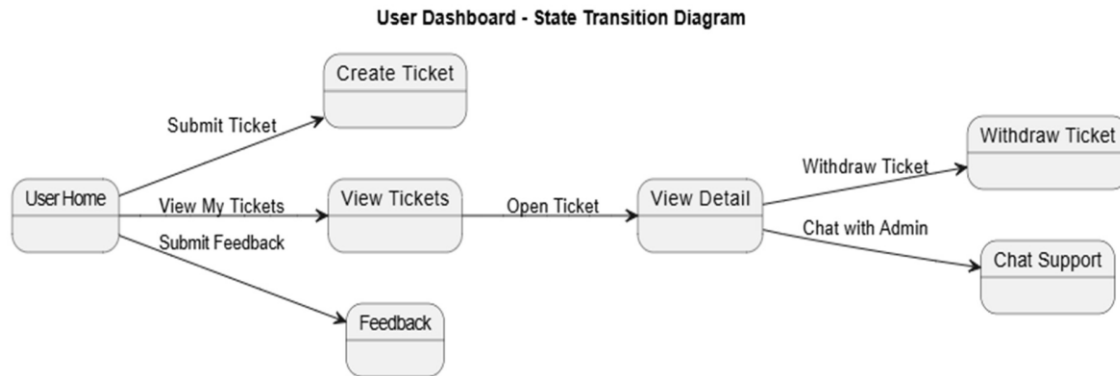 User Dashboard - State Transition Diagram
Create Ticket
Submit Ticket
Withdraw Ticket
Withdraw Ticket
User Home
View My Tickets
View Tickets
Open Ticket
View Detail
Submit Feedback
Chat with Admin
Chat Support
Feedback